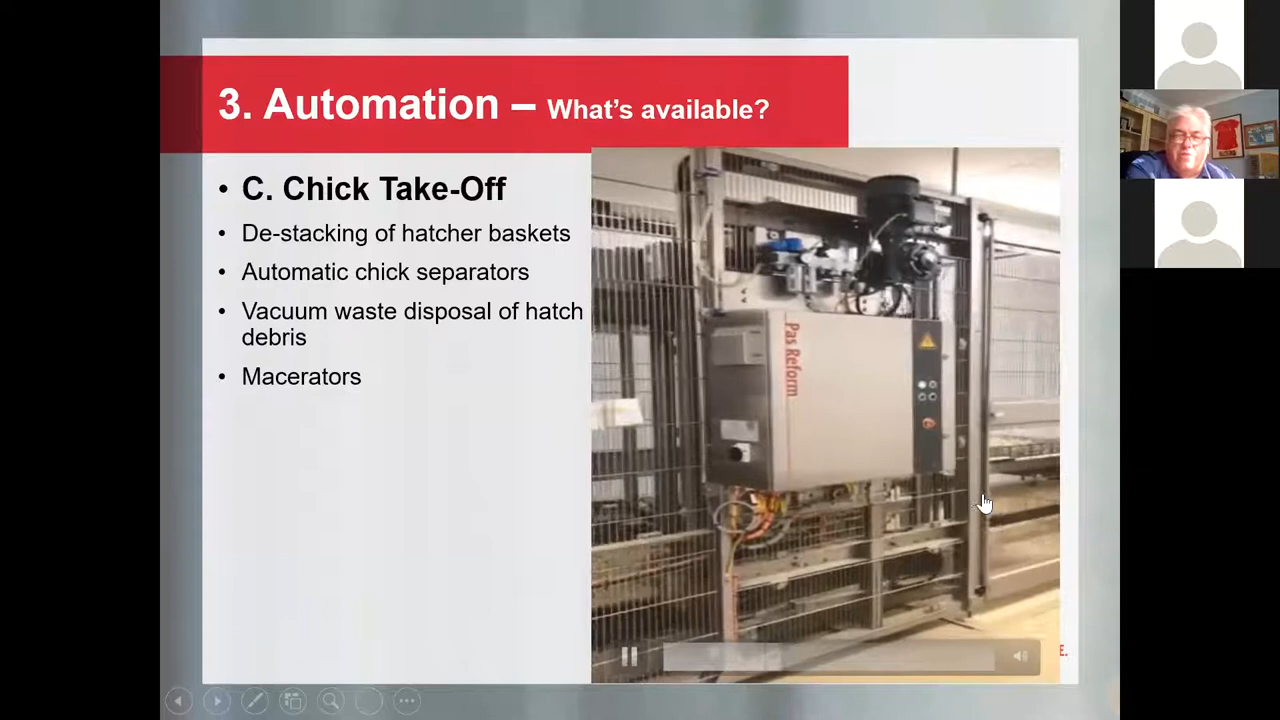 3. Automation – What's available?
• C. Chick Take-Off
• De-stacking of hatcher baskets
• Automatic chick separators
• Vacuum waste disposal of hatch
debris
• Macerators
Pas Reform
E.